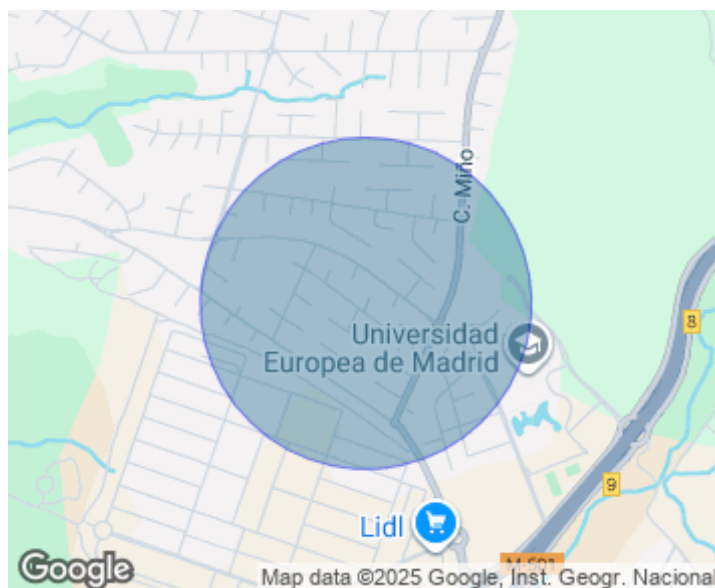 C. Miño
8
Universidad
Europea de Madrid
9
Lidl
M-501
Google
Map data ©2025 Google, Inst. Geogr. Nacional